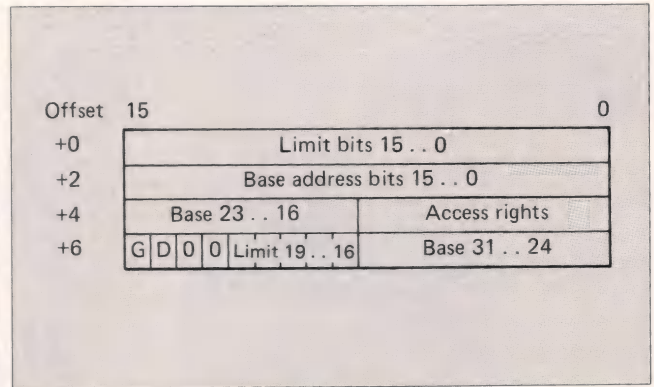 Offset 15 0
+0 Limit bits 15 . . 0
+2 Base address bits 15 . . 0
+4 Base 23 . . 16 Access rights
+6 G D 0 0 Limit 19 . . 16 Base 31 . . 24